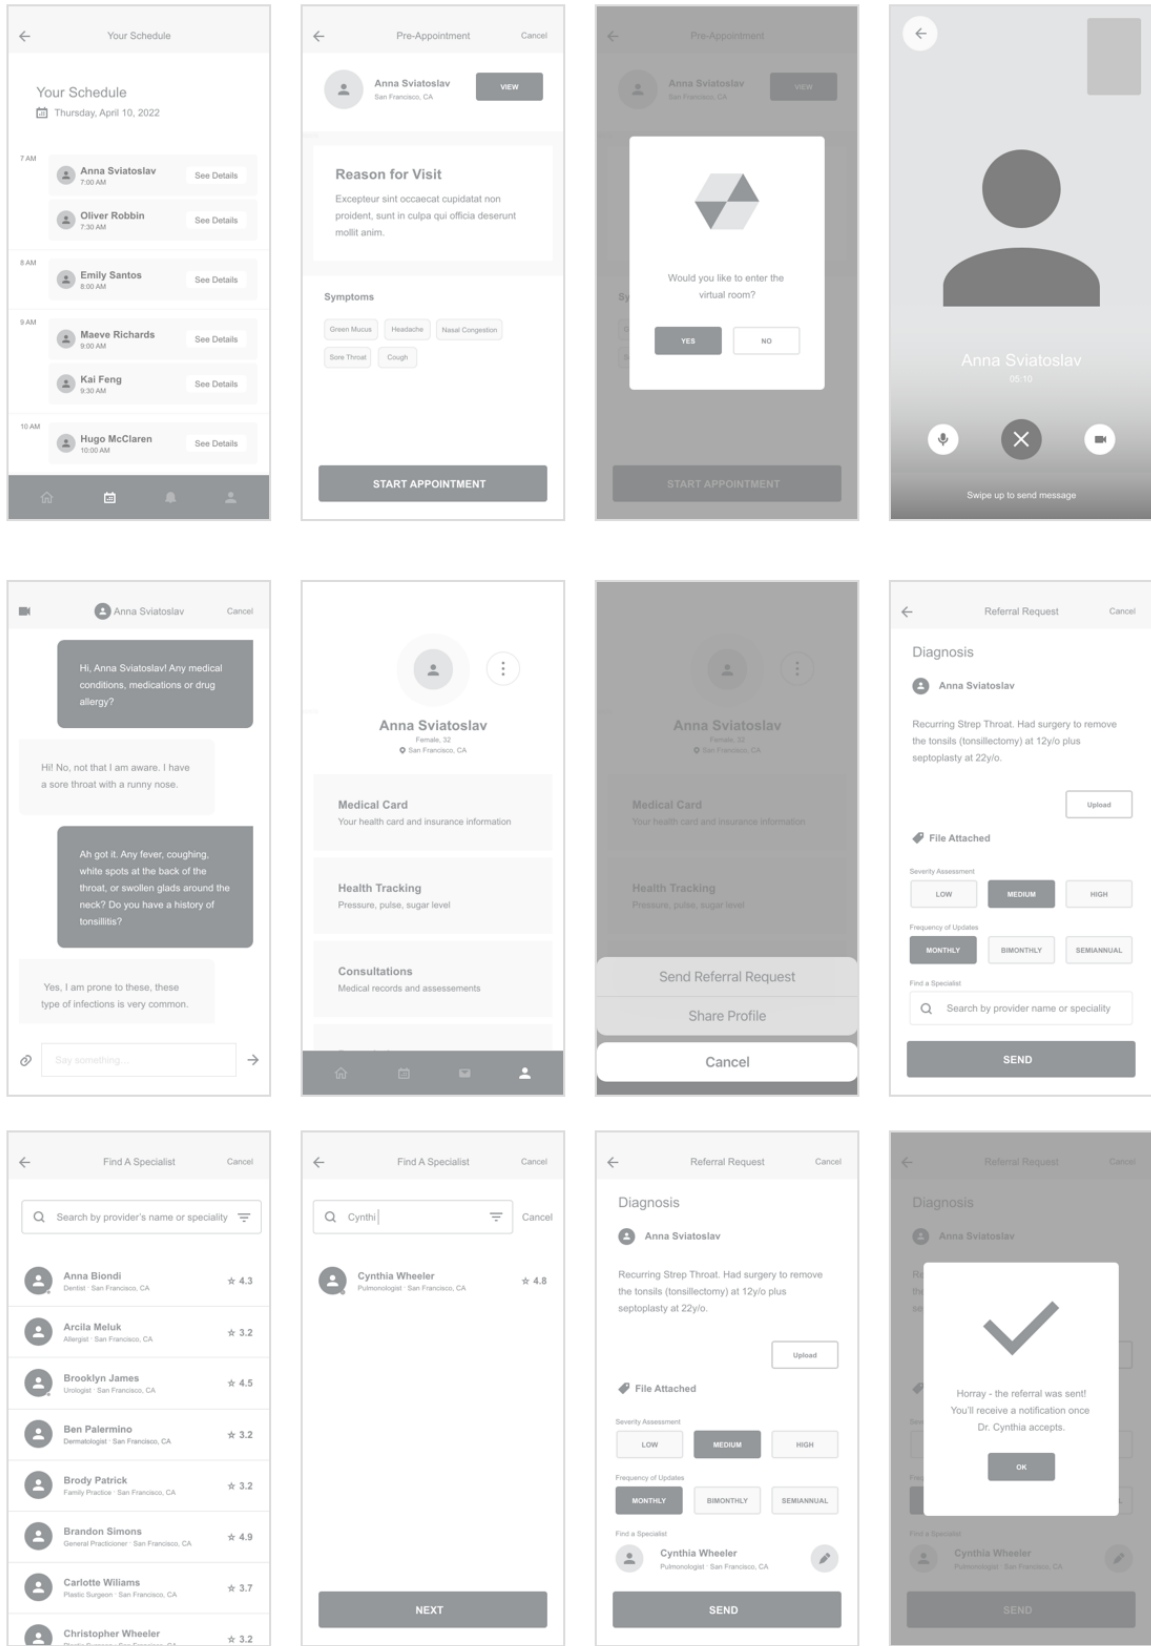 Your Schedule
Your Schedule
Thursday, April 10, 2022
7 AM
Anna Sviatoslav
7:00 AM
See Details
Oliver Robbin
7:30 AM
See Details
8 AM
Emily Santos
8:00 AM
See Details
9 AM
Maeve Richards
9:00 AM
See Details
Kai Feng
9:30 AM
See Details
10 AM
Hugo McClaren
10:00 AM
See Details
Pre-Appointment
Cancel
Anna Sviatoslav
San Francisco, CA
VIEW
Reason for Visit
Excepteur sint occaecat cupidatat non
proident, sunt in culpa qui officia deserunt
mollit anim.
Symptoms
Green Mucus
Headache
Nasal Congestion
Sore Throat
Cough
START APPOINTMENT
Pre-Appointment
Anna Sviatoslav
San Francisco, CA
VIEW
Would you like to enter the
virtual room?
Sy
YES
NO
START APPOINTMENT
Anna Sviatoslav
05:10
Swipe up to send message
Anna Sviatoslav
Cancel
Hi, Anna Sviatoslav! Any medical
conditions, medications or drug
allergy?
Hi! No, not that I am aware. I have
a sore throat with a runny nose.
Ah got it. Any fever, coughing,
white spots at the back of the
throat, or swollen glads around the
neck? Do you have a history of
tonsillitis?
Yes, I am prone to these, these
type of infections is very common.
Say something...
Anna Sviatoslav
Female, 32
San Francisco, CA
Medical Card
Your health card and insurance information
Health Tracking
Pressure, pulse, sugar level
Consultations
Medical records and assessements
Anna Sviatoslav
Female, 32
San Francisco, CA
Medical Card
Your health card and insurance information
Health Tracking
Pressure, pulse, sugar level
Send Referral Request
Share Profile
Cancel
Referral Request
Cancel
Diagnosis
Anna Sviatoslav
Recurring Strep Throat. Had surgery to remove
the tonsils (tonsillectomy) at 12y/o plus
septoplasty at 22y/o.
Upload
File Attached
Severity Assessment
LOW
MEDIUM
HIGH
Frequency of Updates
MONTHLY
BIMONTHLY
SEMIANNUAL
Find a Specialist
Search by provider name or speciality
SEND
Find A Specialist
Cancel
Search by provider's name or speciality
Anna Biondi
Dentist · San Francisco, CA
4.3
Arcila Meluk
Allergist · San Francisco, CA
3.2
Brooklyn James
Urologist · San Francisco, CA
4.5
Ben Palermino
Dermatologist · San Francisco, CA
3.2
Brody Patrick
Family Practice · San Francisco, CA
3.2
Brandon Simons
General Practicioner · San Francisco, CA
4.9
Carlotte Wiliams
Plastic Surgeon · San Francisco, CA
3.7
Christopher Wheeler
3.2
Find A Specialist
Cancel
Cynthi
Cancel
Cynthia Wheeler
Pulmonologist · San Francisco, CA
4.8
NEXT
Referral Request
Cancel
Diagnosis
Anna Sviatoslav
Recurring Strep Throat. Had surgery to remove
the tonsils (tonsillectomy) at 12y/o plus
septoplasty at 22y/o.
Upload
File Attached
Severity Assessment
LOW
MEDIUM
HIGH
Frequency of Updates
MONTHLY
BIMONTHLY
SEMIANNUAL
Find a Specialist
Cynthia Wheeler
Pulmonologist · San Francisco, CA
SEND
Referral Request
Cancel
Diagnosis
Anna Sviatoslav
Horray - the referral was sent!
You'll receive a notification once
Dr. Cynthia accepts.
OK
Find a Specialist
Cynthia Wheeler
Pulmonologist · San Francisco, CA
SEND